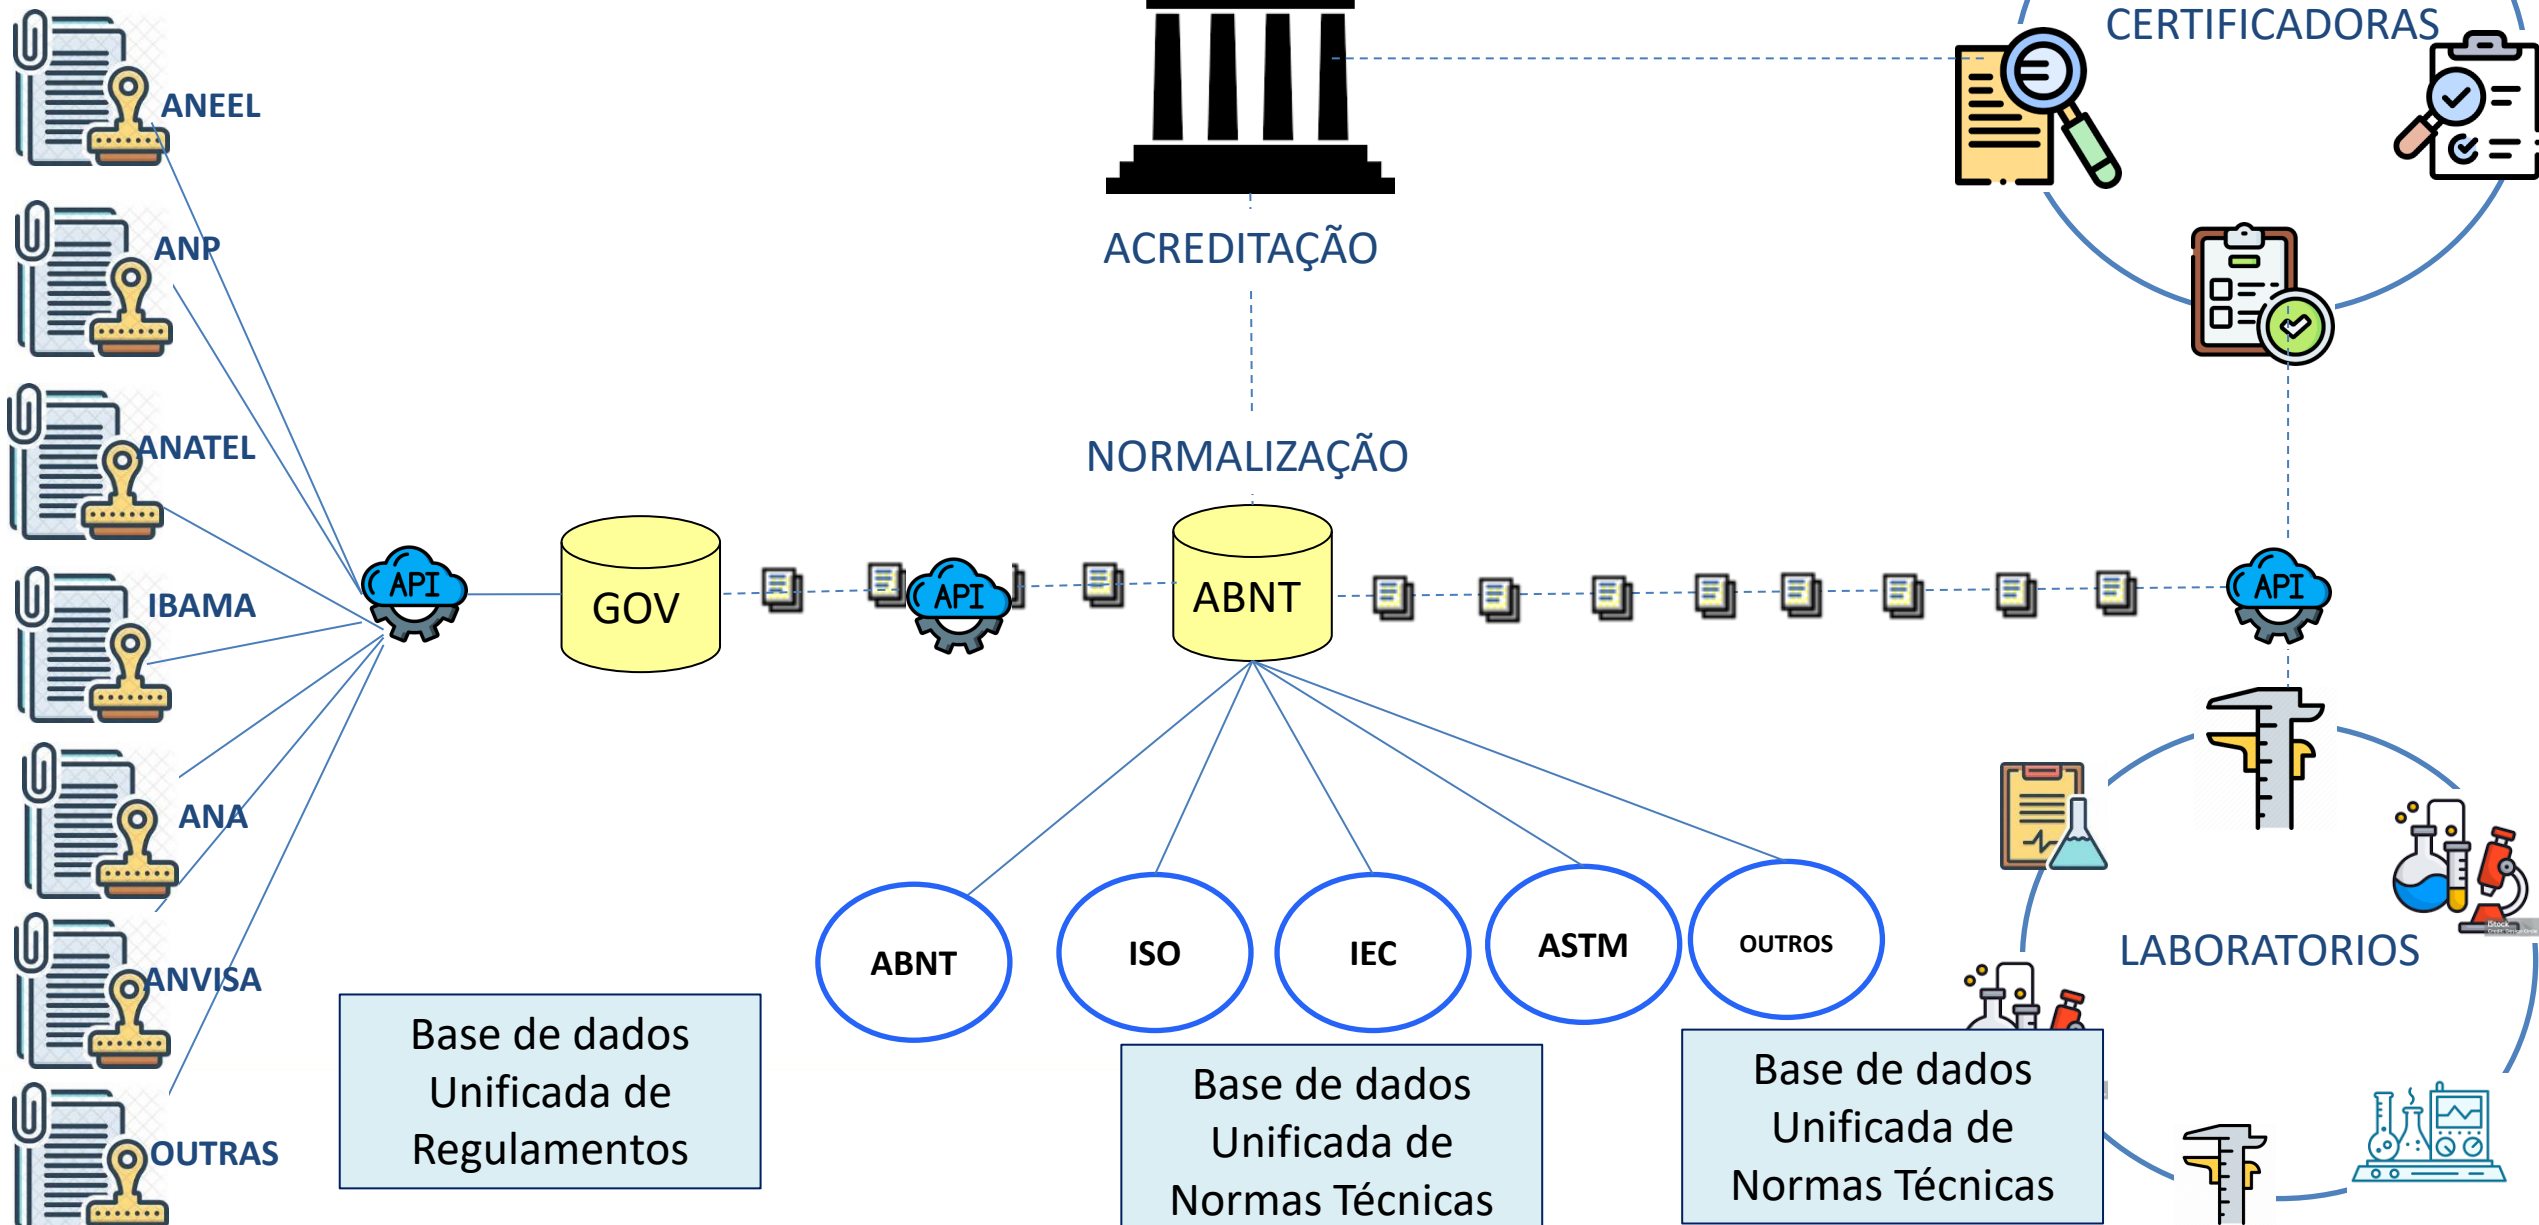 CERTIFICADORAS
ANEEL
ANP
ACREDITAÇÃO
ANATEL
NORMALIZAÇÃO
IBAMA
API
GOV
API
ABNT
API
ANA
ANVISA
ABNT
ISO
IEC
ASTM
OUTROS
LABORATORIOS
iStock
Base de dados
Unificada de
Regulamentos
Base de dados
Unificada de
Normas Técnicas
Base de dados
Unificada de
Normas Técnicas
OUTRAS